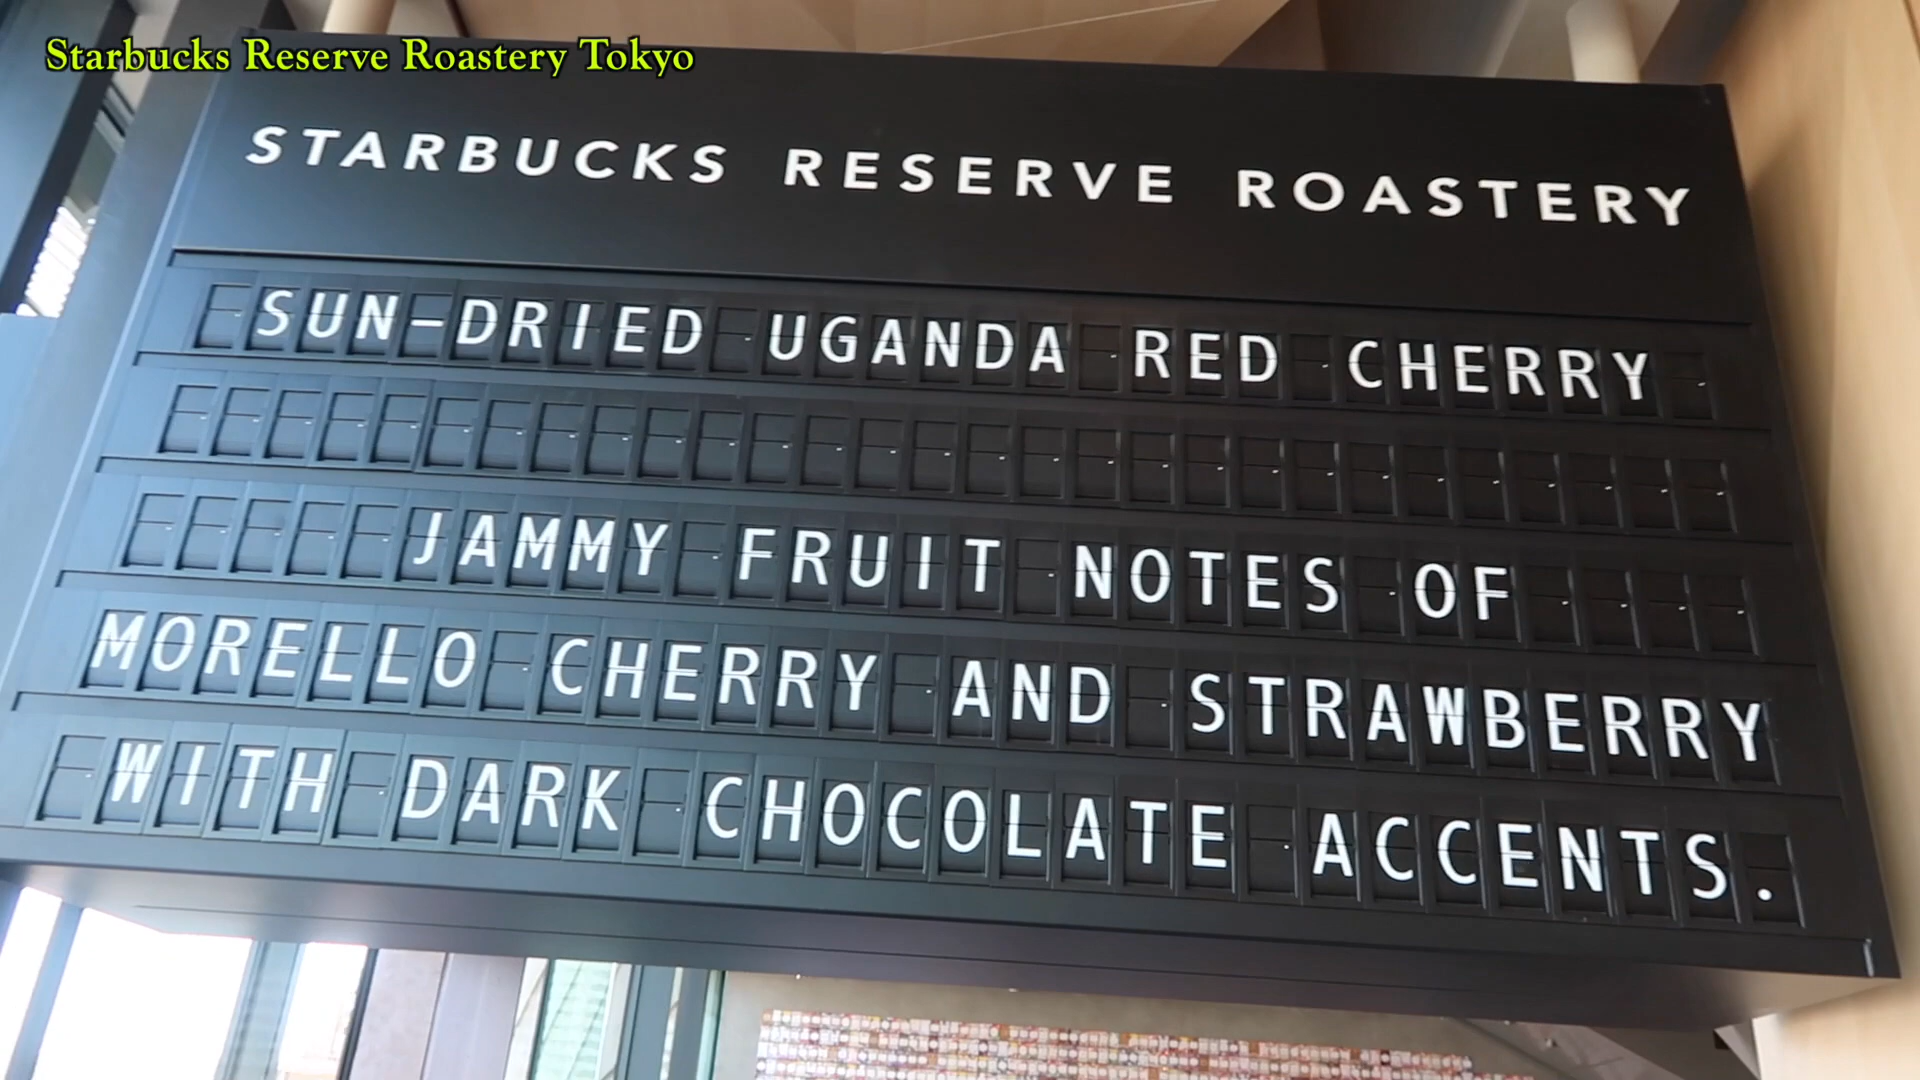 Starbucks Reserve Roastery Tokyo
STARBUCKS RESERVE ROASTERY
SUN-DRIED UGANDA RED CHERRY
JAMMY FRUIT NOTES OF
MORELLO CHERRY AND STRAWBERRY
WITH DARK CHOCOLATE ACCENTS.